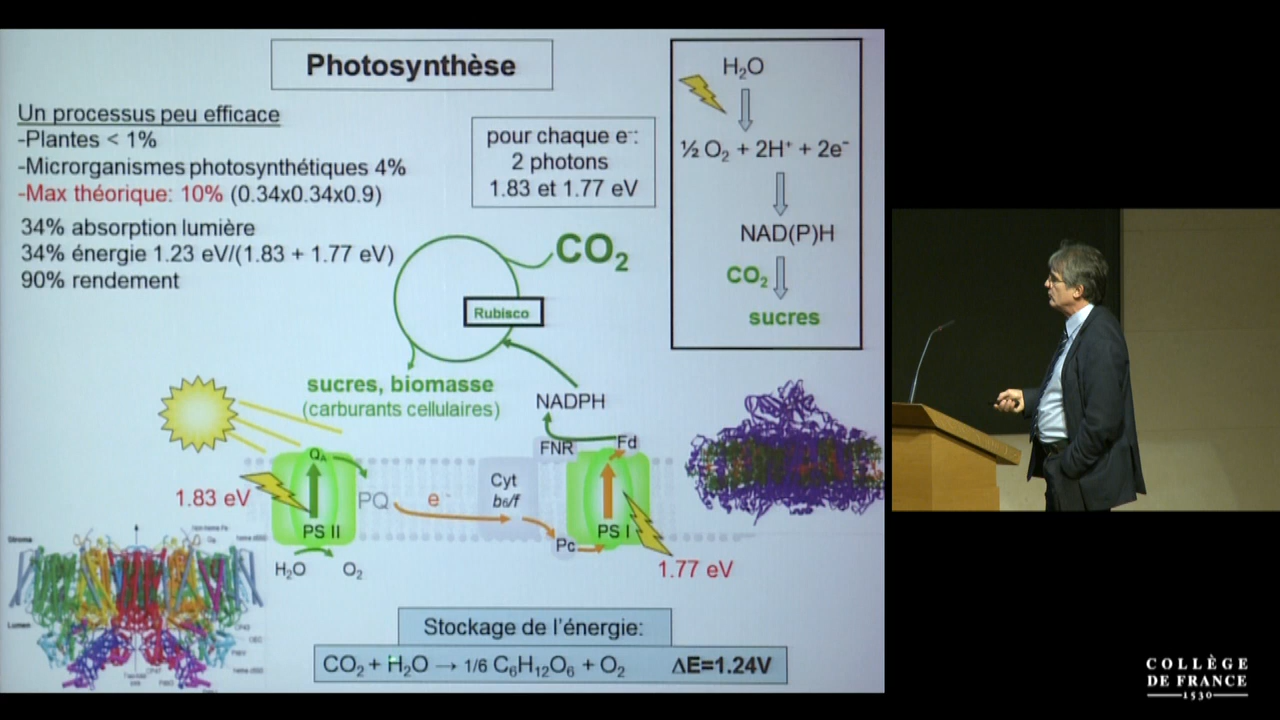 Photosynthèse
Un processus peu efficace
-Plantes < 1%
-Microrganismes photosynthétiques 4%
-Max théorique: 10% (0.34x0.34x0.9)
34% absorption lumière
34% énergie 1.23 eV/(1.83 + 1.77 eV)
90% rendement
pour chaque e⁻:
2 photons
1.83 et 1.77 eV
H₂O
½ O₂ + 2H⁺ + 2e⁻
NAD(P)H
CO₂
sucres
CO₂
Rubisco
sucres, biomasse
(carburants cellulaires)
NADPH
FNR
Fd
Q_A
1.83 eV
PQ
e⁻
Cyt
b₆/f
PS II
PS I
Pc
H₂O
O₂
1.77 eV
Stroma
Lumen
Stockage de l'énergie:
CO₂ + H₂O → 1/6 C₆H₁₂O₆ + O₂ ΔE=1.24V
COLLÈGE
DE FRANCE
1530